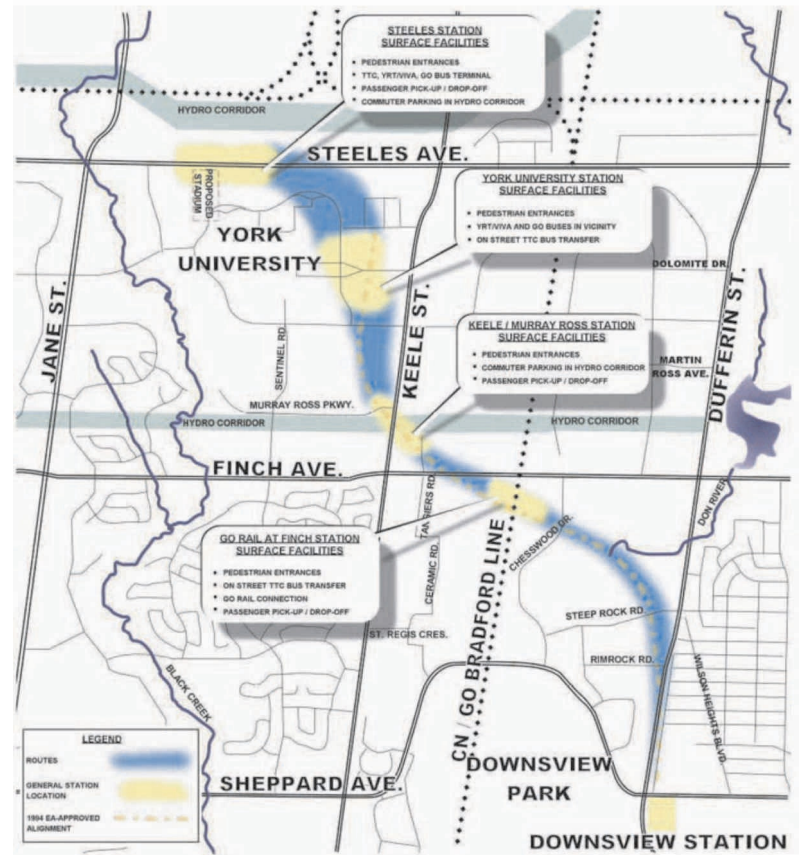 STEELES STATION
SURFACE FACILITIES
PEDESTRIAN ENTRANCES
TTC, YRT/VIVA, GO BUS TERMINAL
PASSENGER PICK-UP / DROP-OFF
COMMUTER PARKING IN HYDRO CORRIDOR
HYDRO CORRIDOR
STEELES AVE.
PROPOSED
STADIUM
YORK UNIVERSITY STATION
SURFACE FACILITIES
PEDESTRIAN ENTRANCES
YRT/VIVA AND GO BUSES IN VICINITY
ON STREET TTC BUS TRANSFER
YORK
UNIVERSITY
DOLOMITE DR.
JANE ST.
KEELE ST.
DUFFERIN ST.
SENTINEL RD.
KEELE / MURRAY ROSS STATION
SURFACE FACILITIES
PEDESTRIAN ENTRANCES
COMMUTER PARKING IN HYDRO CORRIDOR
PASSENGER PICK-UP / DROP-OFF
MARTIN
ROSS AVE.
MURRAY ROSS PKWY.
HYDRO CORRIDOR
HYDRO CORRIDOR
FINCH AVE.
TANGIERS RD.
DON RIVER
CHESSWOOD DR.
GO RAIL AT FINCH STATION
SURFACE FACILITIES
PEDESTRIAN ENTRANCES
ON STREET TTC BUS TRANSFER
GO RAIL CONNECTION
PASSENGER PICK-UP / DROP-OFF
CERAMIC RD.
CN / GO BRADFORD LINE
STEEP ROCK RD
ST. REGIS CRES.
RIMROCK RD.
WILSON HEIGHTS BLVD.
BLACK CREEK
LEGEND
ROUTES
GENERAL STATION
LOCATION
1994 EA-APPROVED
ALIGNMENT
SHEPPARD AVE.
DOWNSVIEW
PARK
DOWNSVIEW STATION